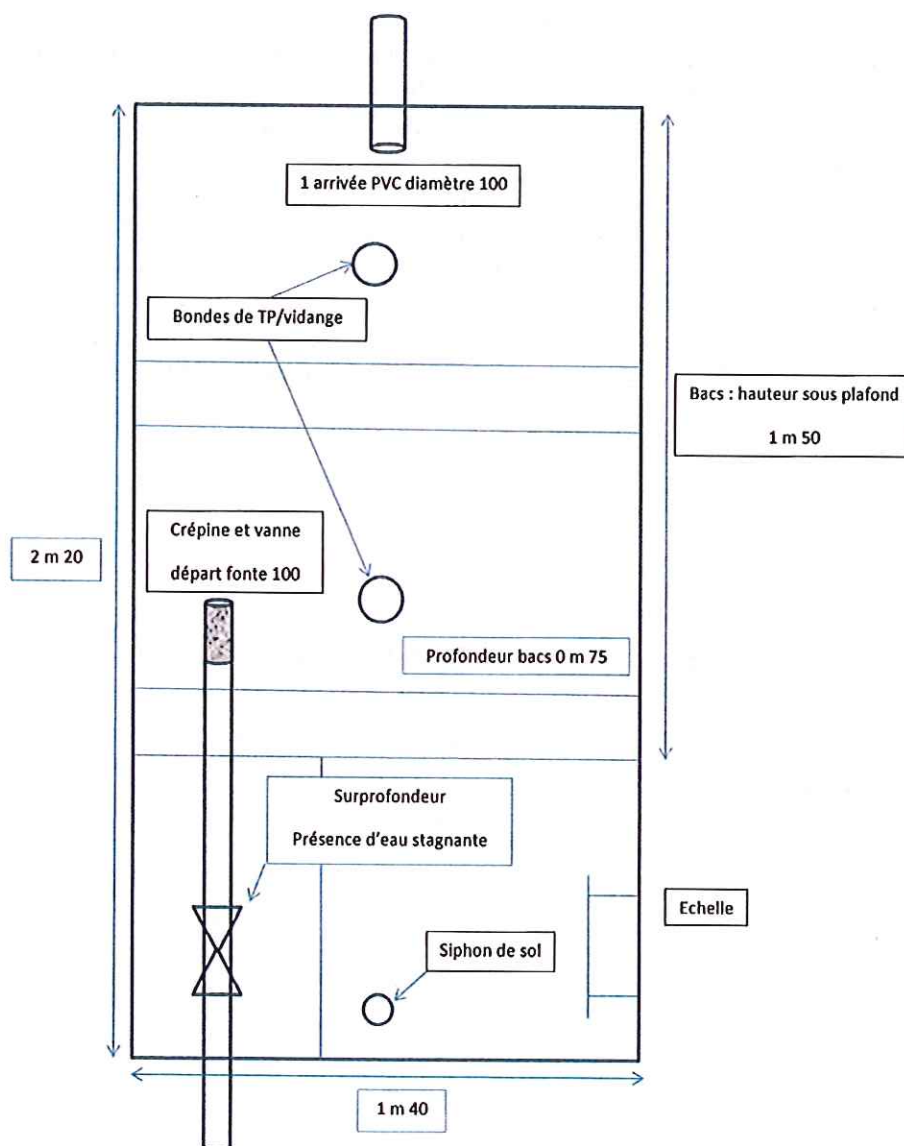 1 arrivée PVC diamètre 100
Bondes de TP/vidange
Bacs : hauteur sous plafond
1 m 50
Crépine et vanne
départ fonte 100
2 m 20
Profondeur bacs 0 m 75
Surprofondeur
Présence d'eau stagnante
Echelle
Siphon de sol
1 m 40